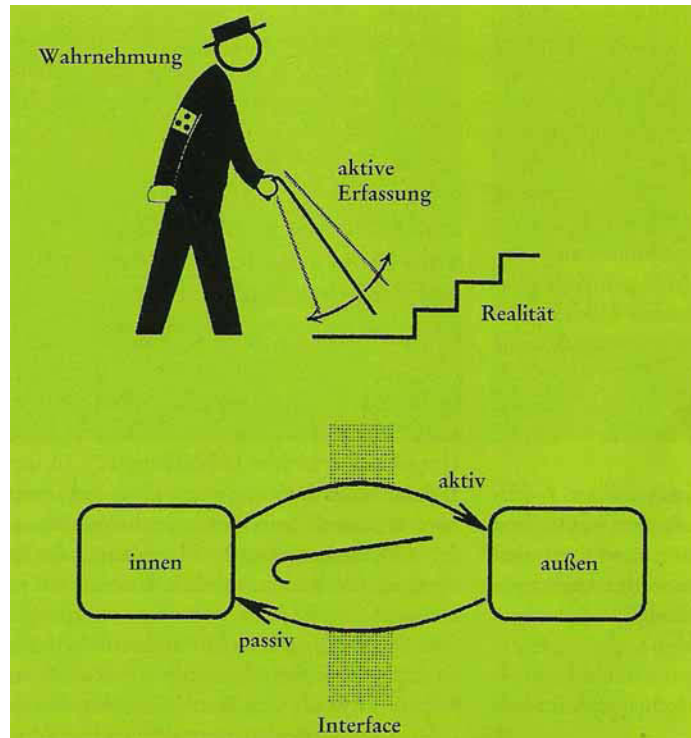 Wahrnehmung
aktive
Erfassung
Realität
aktiv
innen
außen
passiv
Interface